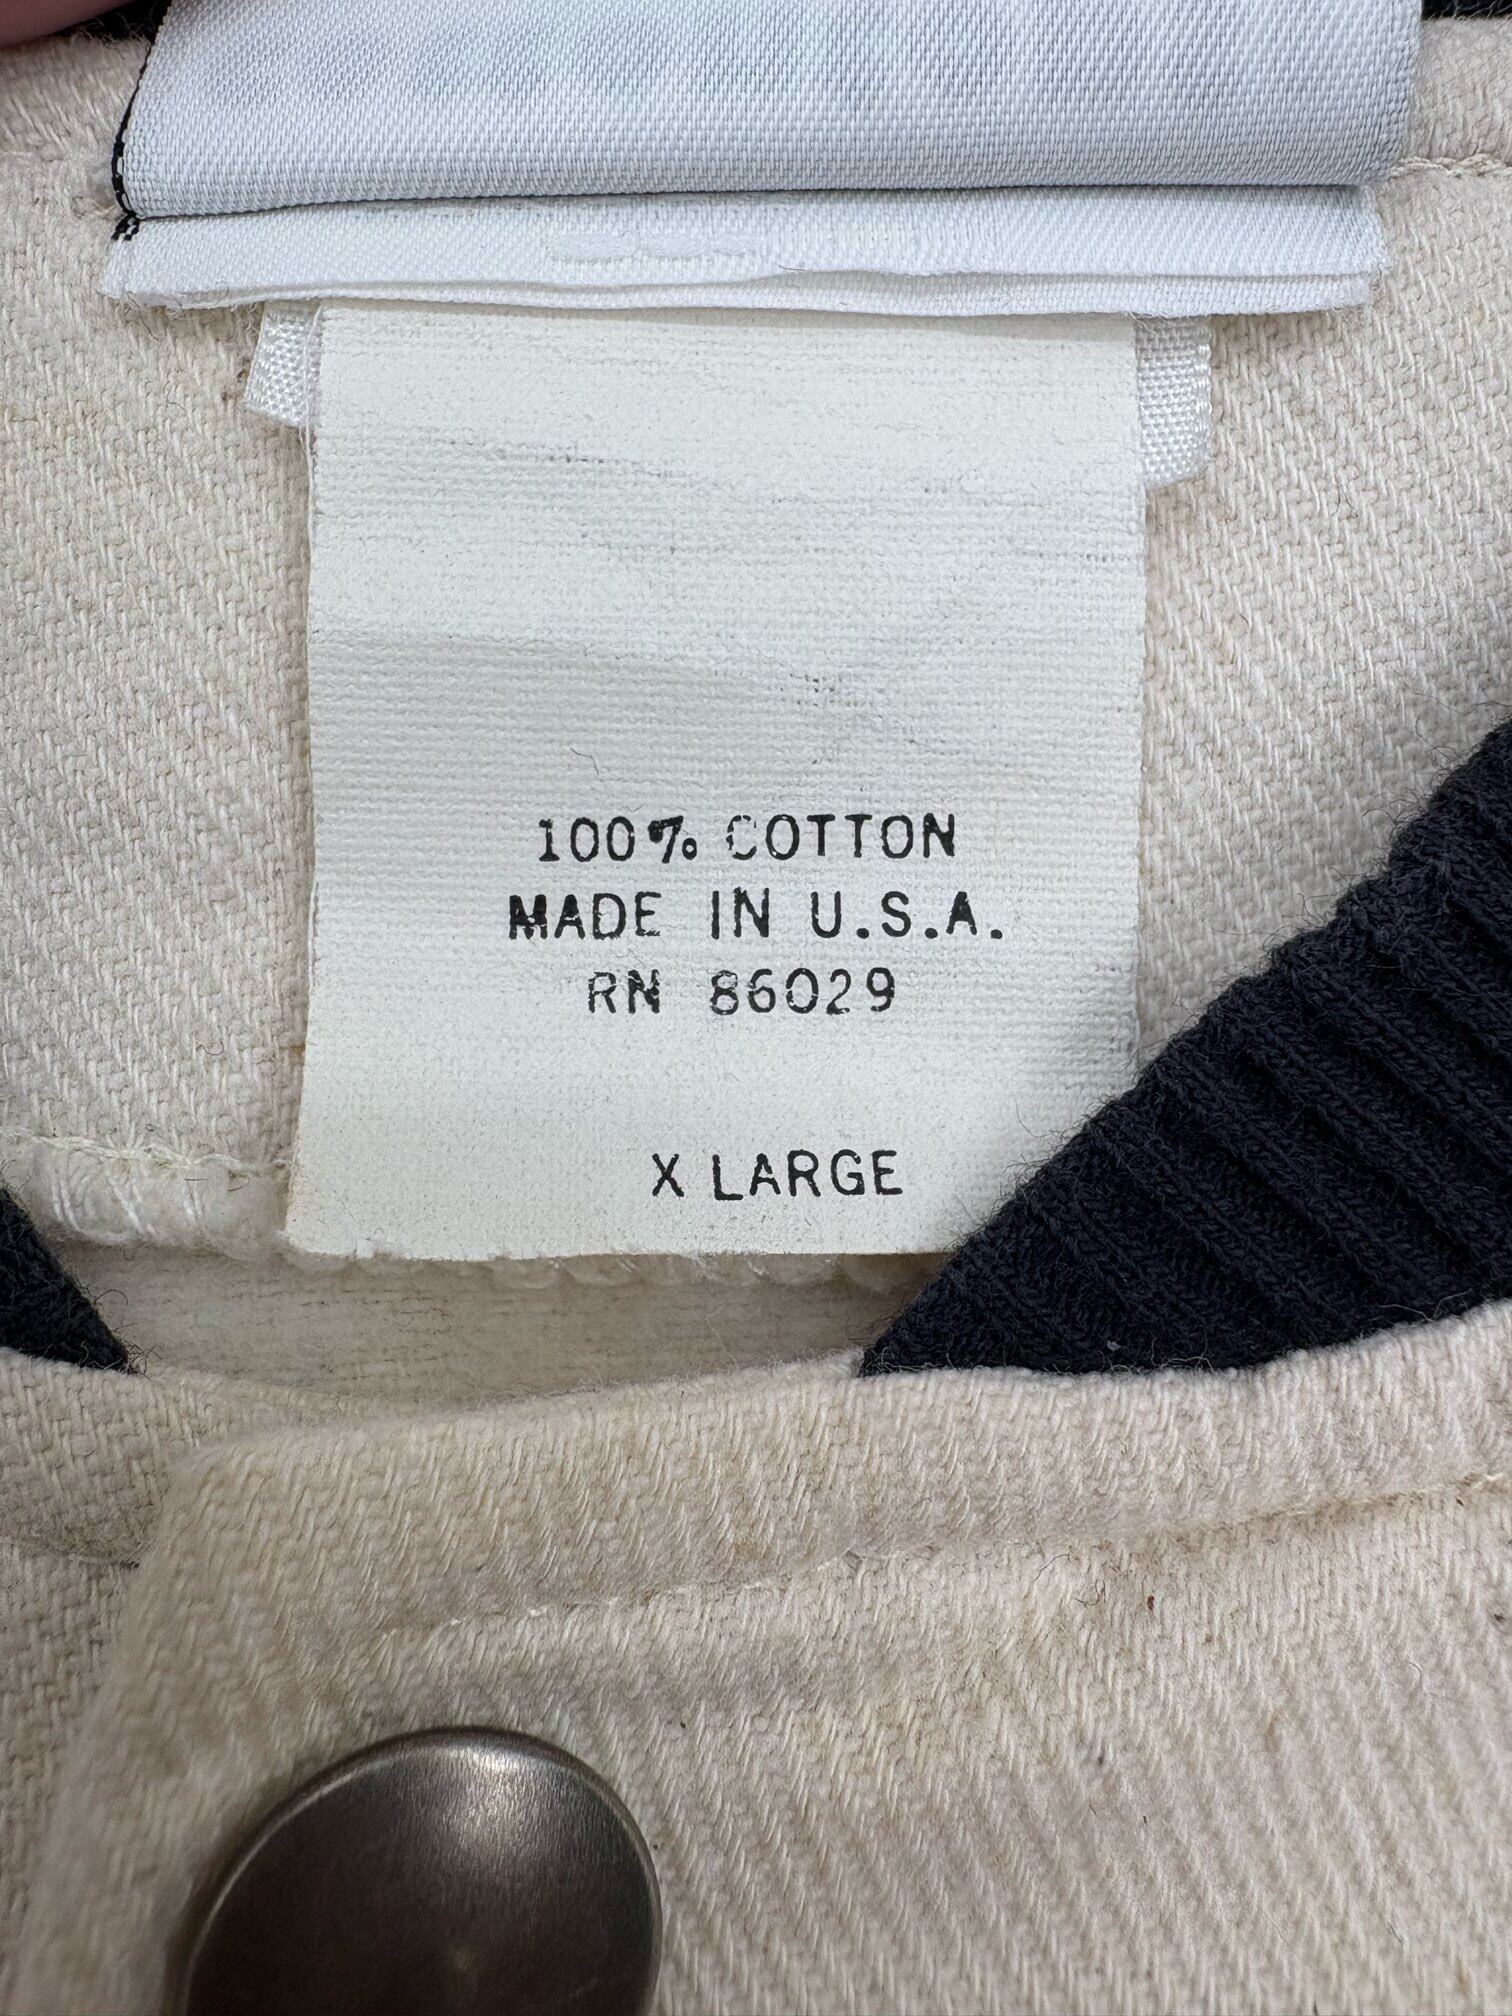 100% COTTON
MADE IN U.S.A.
RN 86029
X LARGE